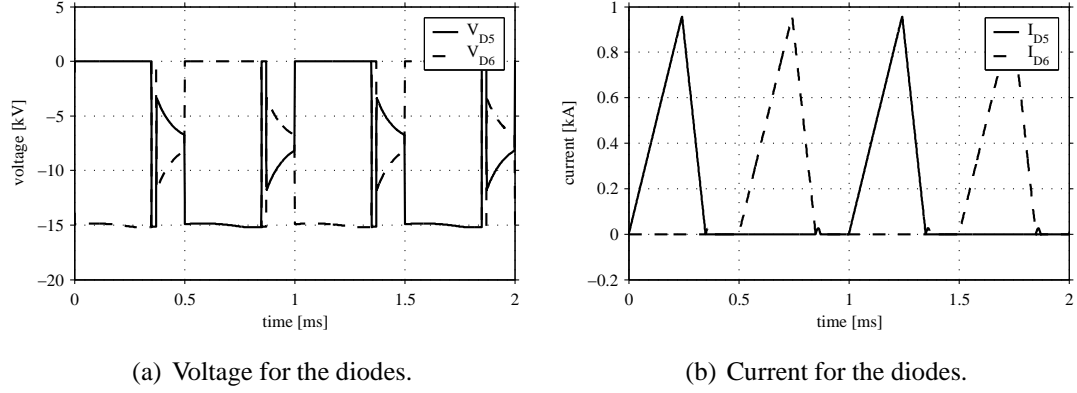 5
0
−5
−10
−15
−20
0
0.5
1
1.5
2
voltage [kV]
time [ms]
V_D5
V_D6
(a) Voltage for the diodes.
1
0.8
0.6
0.4
0.2
0
−0.2
0
0.5
1
1.5
2
current [kA]
time [ms]
I_D5
I_D6
(b) Current for the diodes.